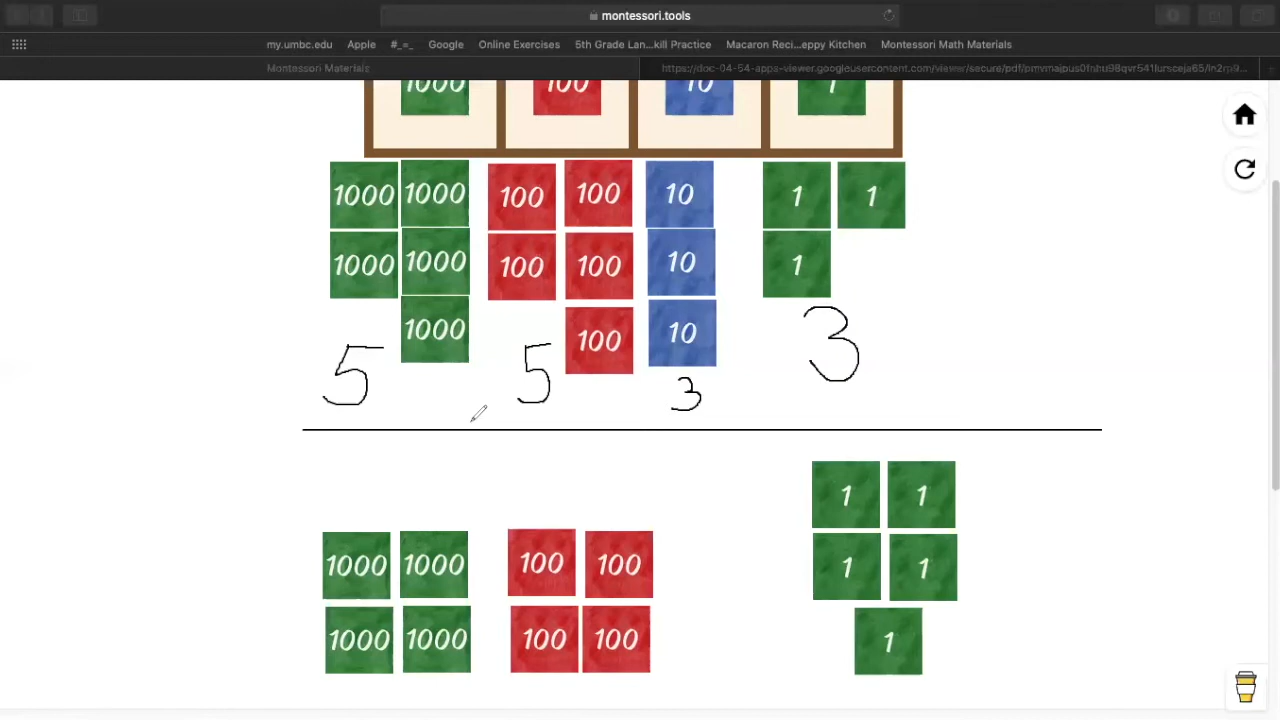 montessori.tools
my.umbc.edu Apple #_=_ Google Online Exercises 5th Grade Lan...kill Practice Macaron Reci...eppy Kitchen Montessori Math Materials
Montessori Materials
1000 100 10 1
1000 1000 100 100 10 1 1
1000 1000 100 100 10 1
1000 100 10
5 5 3 3
1 1
1000 1000 100 100 1 1
1000 1000 100 100 1